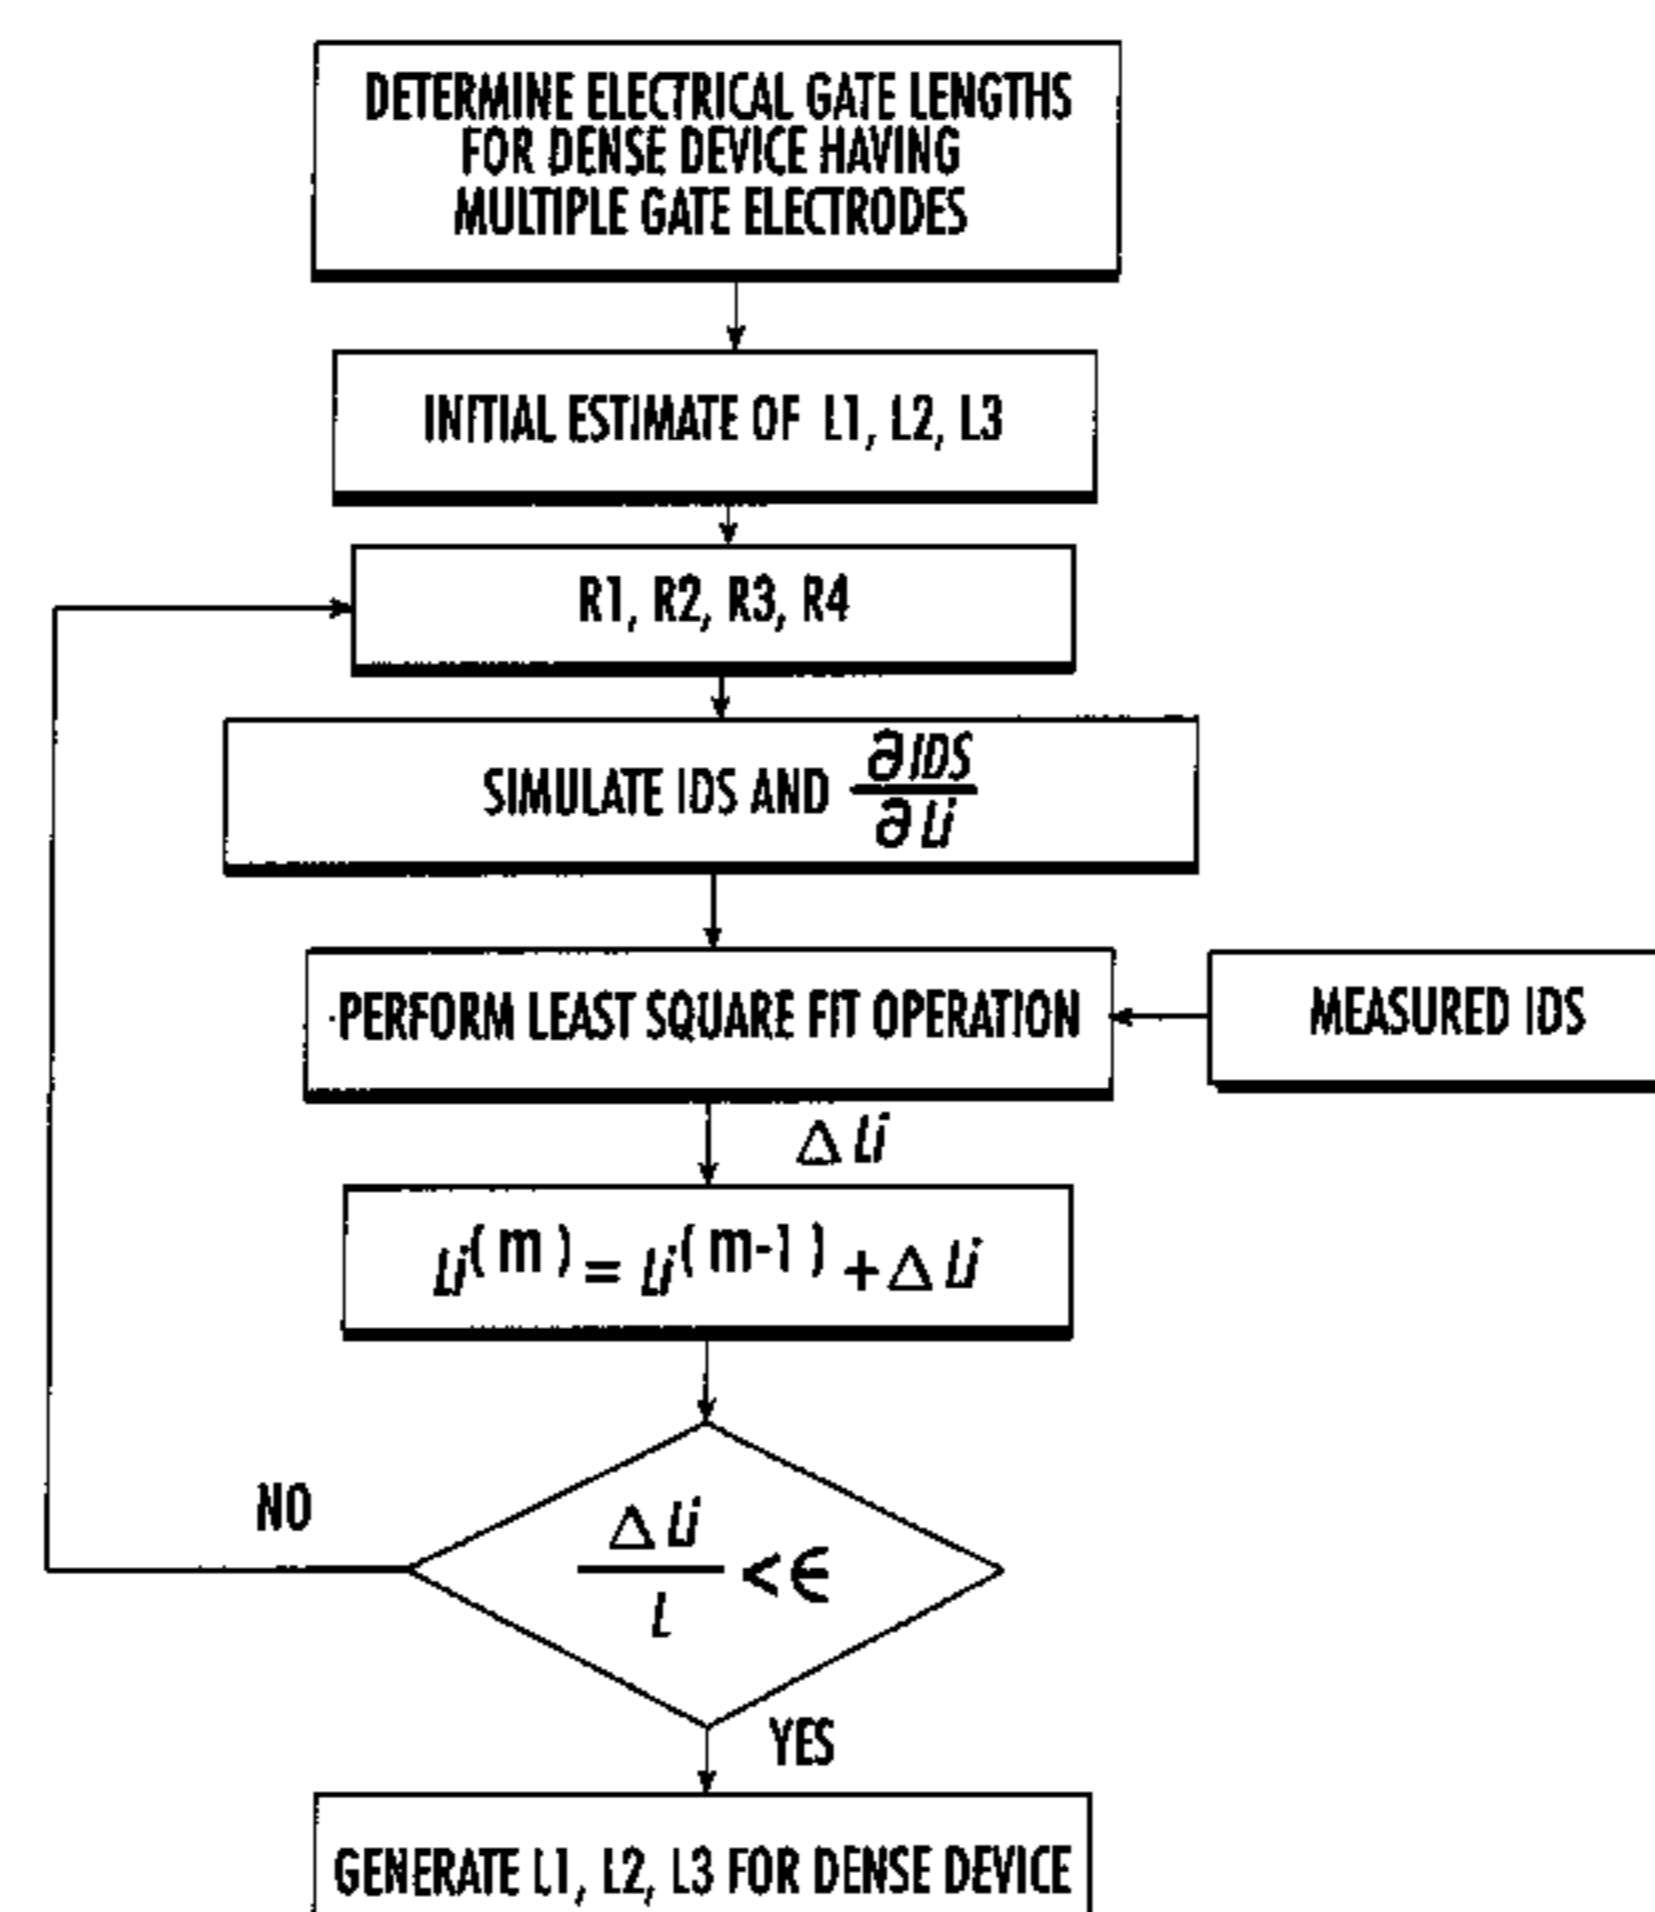 DETERMINE ELECTRICAL GATE LENGTHS
FOR DENSE DEVICE HAVING
MULTIPLE GATE ELECTRODES
INITIAL ESTIMATE OF L1, L2, L3
R1, R2, R3, R4
SIMULATE IDS AND ∂IDS/∂Li
PERFORM LEAST SQUARE FIT OPERATION
MEASURED IDS
ΔLi
Li(m) = Li(m-1) + ΔLi
ΔLi/L <ϵ
NO
YES
GENERATE L1, L2, L3 FOR DENSE DEVICE